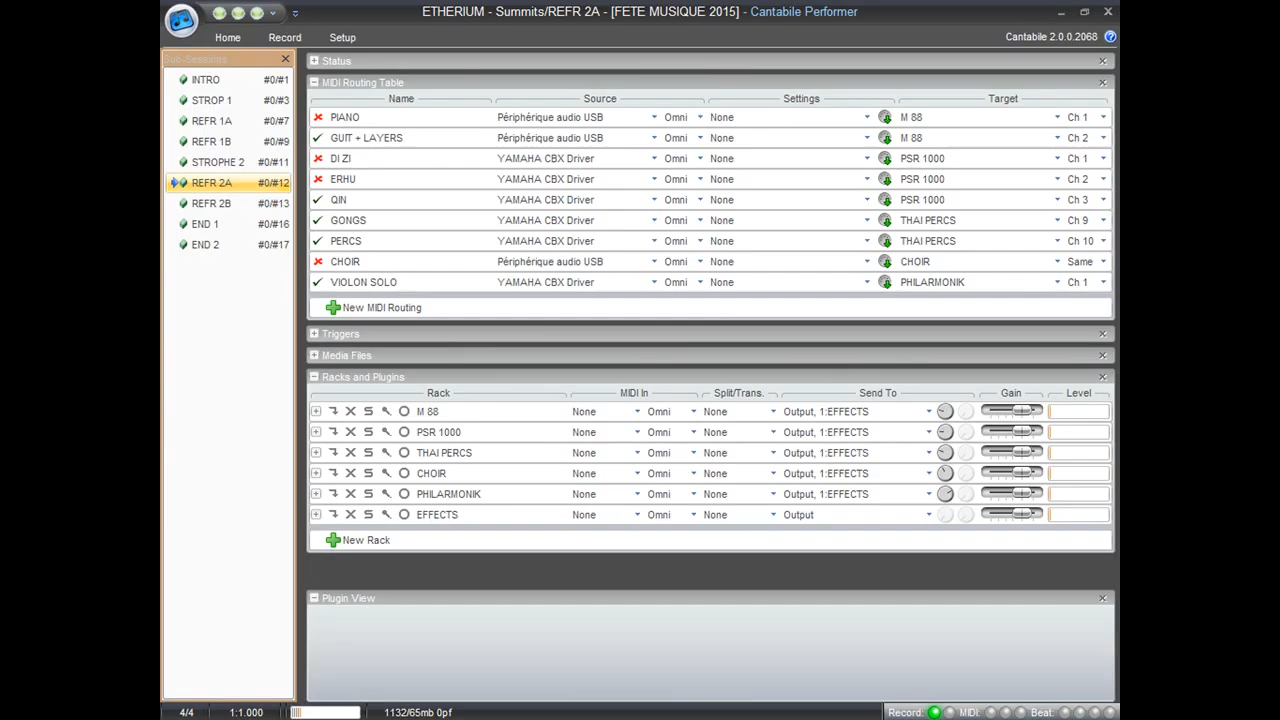 ETHERIUM - Summits/REFR 2A - [FETE MUSIQUE 2015] - Cantabile Performer
Home Record Setup
Cantabile 2.0.0.2068
Sub-Sessions
INTRO #0/#1
STROP 1 #0/#3
REFR 1A #0/#7
REFR 1B #0/#9
STROPHE 2 #0/#11
REFR 2A #0/#12
REFR 2B #0/#13
END 1 #0/#16
END 2 #0/#17
Status
MIDI Routing Table
Name Source Settings Target
PIANO Périphérique audio USB Omni None M 88 Ch 1
GUIT + LAYERS Périphérique audio USB Omni None M 88 Ch 2
DI ZI YAMAHA CBX Driver Omni None PSR 1000 Ch 1
ERHU YAMAHA CBX Driver Omni None PSR 1000 Ch 2
QIN YAMAHA CBX Driver Omni None PSR 1000 Ch 3
GONGS YAMAHA CBX Driver Omni None THAI PERCS Ch 9
PERCS YAMAHA CBX Driver Omni None THAI PERCS Ch 10
CHOIR Périphérique audio USB Omni None CHOIR Same
VIOLON SOLO YAMAHA CBX Driver Omni None PHILARMONIK Ch 1
New MIDI Routing
Triggers
Media Files
Racks and Plugins
Rack MIDI In Split/Trans. Send To Gain Level
M 88 None Omni None Output, 1:EFFECTS
PSR 1000 None Omni None Output, 1:EFFECTS
THAI PERCS None Omni None Output, 1:EFFECTS
CHOIR None Omni None Output, 1:EFFECTS
PHILARMONIK None Omni None Output, 1:EFFECTS
EFFECTS None Omni None Output
New Rack
Plugin View
4/4 1:1.000 1132/65mb 0pf Record: MIDI: Beat: